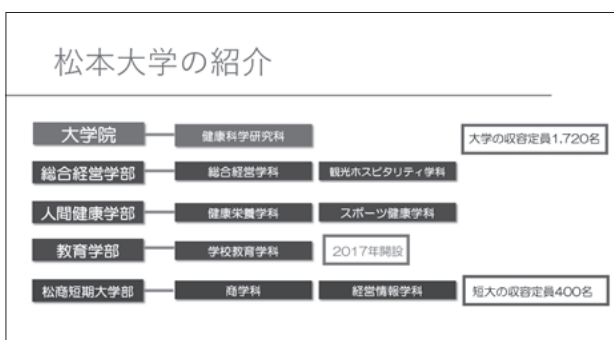 松本大学の紹介
大学院 健康科学研究科 大学の収容定員1,720名
総合経営学部 総合経営学科 観光ホスピタリティ学科
人間健康学部 健康栄養学科 スポーツ健康学科
教育学部 学校教育学科 2017年開設
松商短期大学部 商学科 経営情報学科 短大の収容定員400名